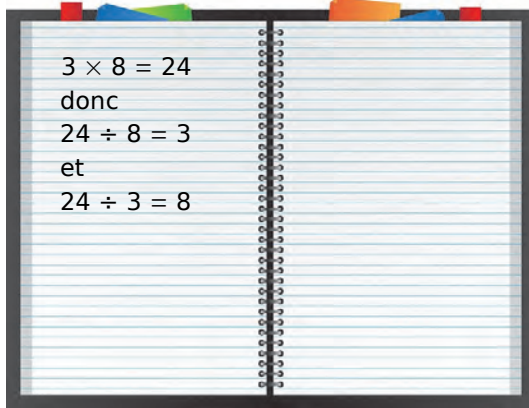 3 × 8 = 24
donc
24 ÷ 8 = 3
et
24 ÷ 3 = 8